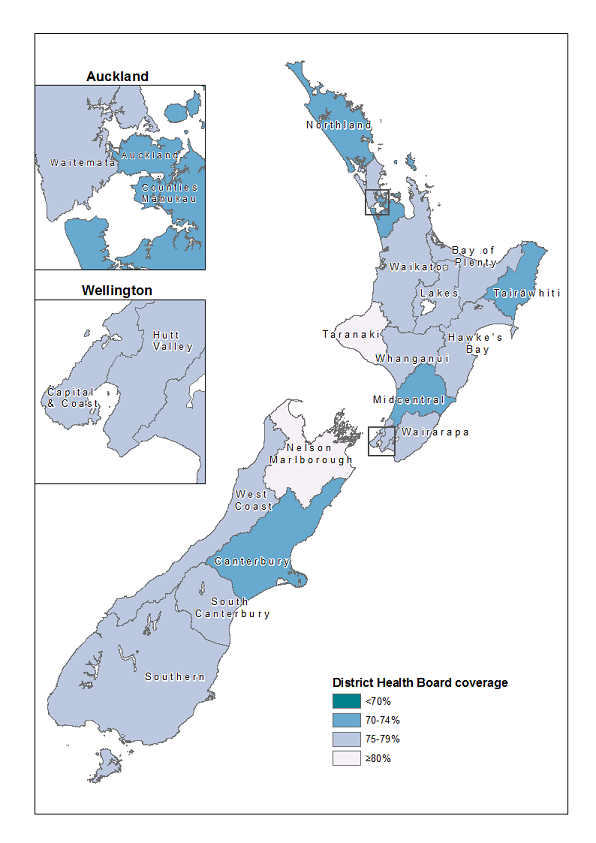 Auckland
Waitemata
Auckland
Counties
Manukau
Wellington
Hutt
Valley
Capital
& Coast
Northland
Bay of
Plenty
Waikato
Lakes
Tairawhiti
Taranaki
Hawke's
Bay
Whanganui
Midcentral
Wairarapa
Nelson
Marlborough
West
Coast
Canterbury
South
Canterbury
Southern
District Health Board coverage
<70%
70-74%
75-79%
≥80%